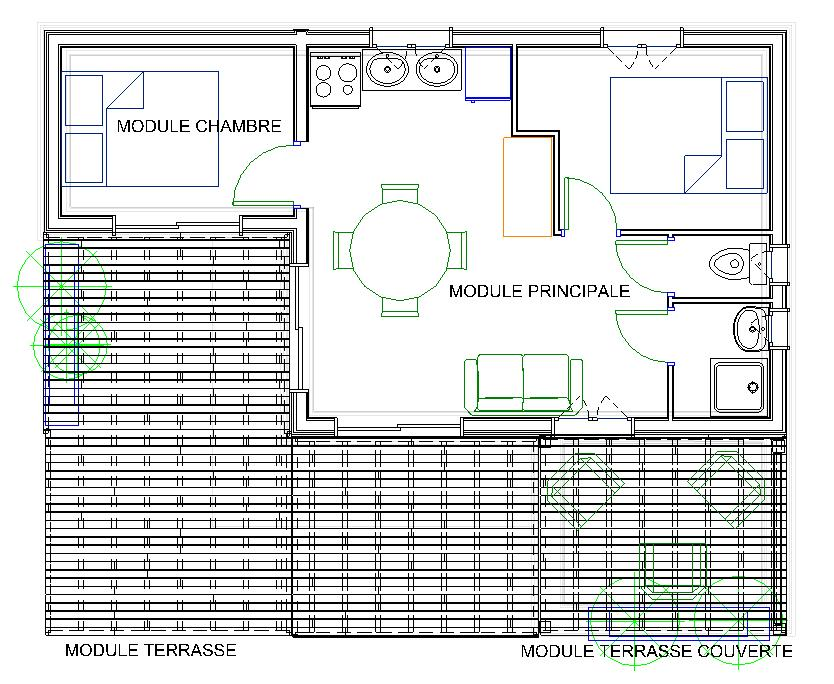 MODULE CHAMBRE
MODULE PRINCIPALE
MODULE TERRASSE
MODULE TERRASSE COUVERTE